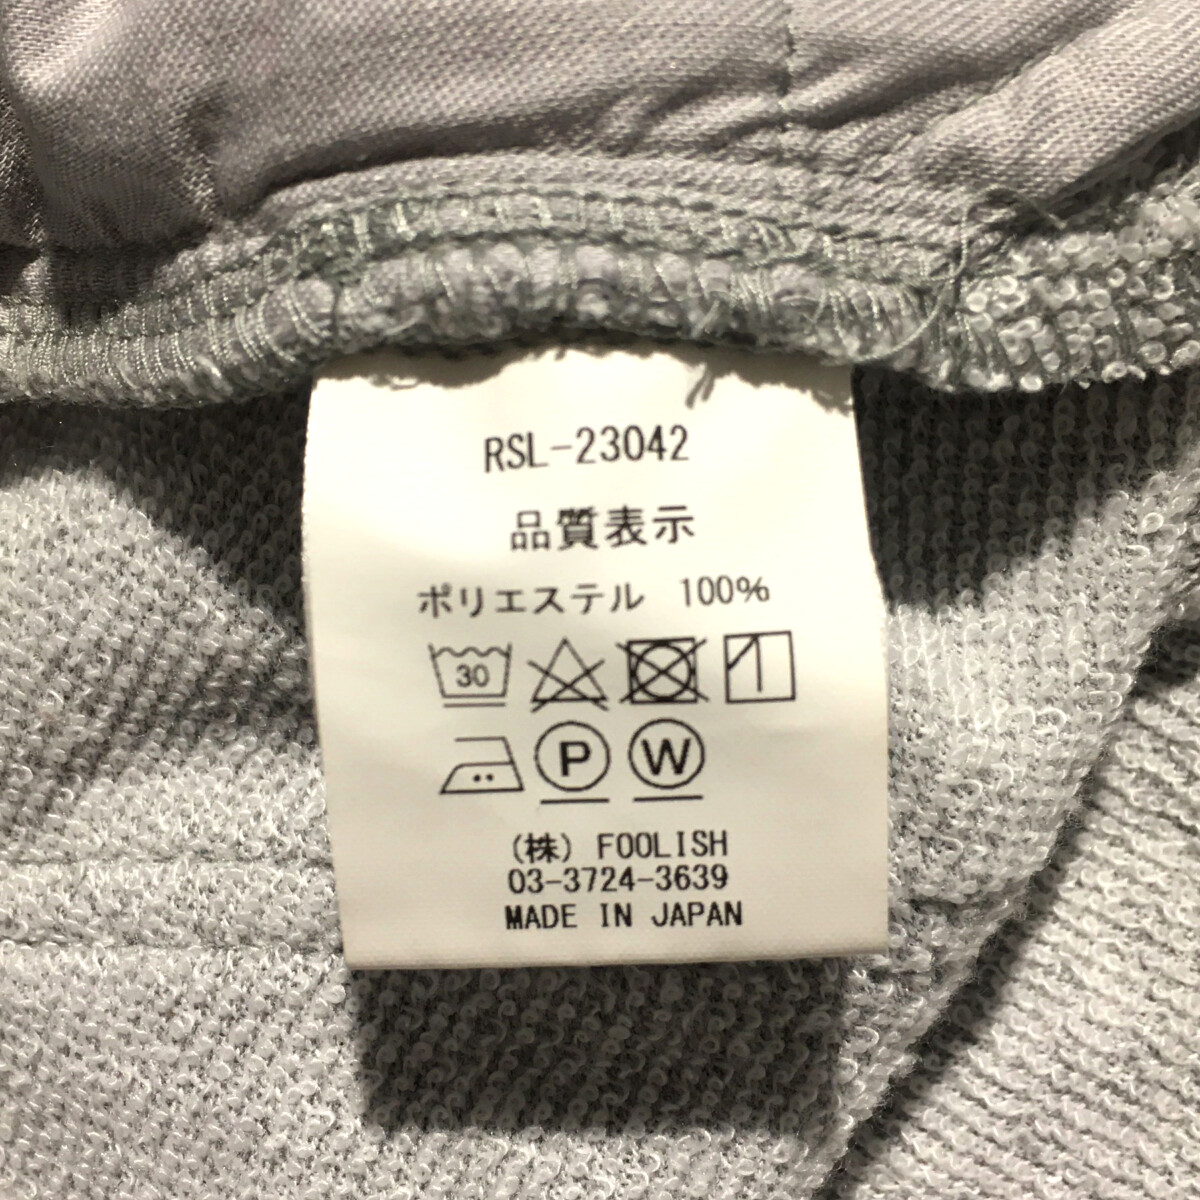 RSL-23042
品質表示
ポリエステル 100%
30
P W
(株) FOOLISH
03-3724-3639
MADE IN JAPAN